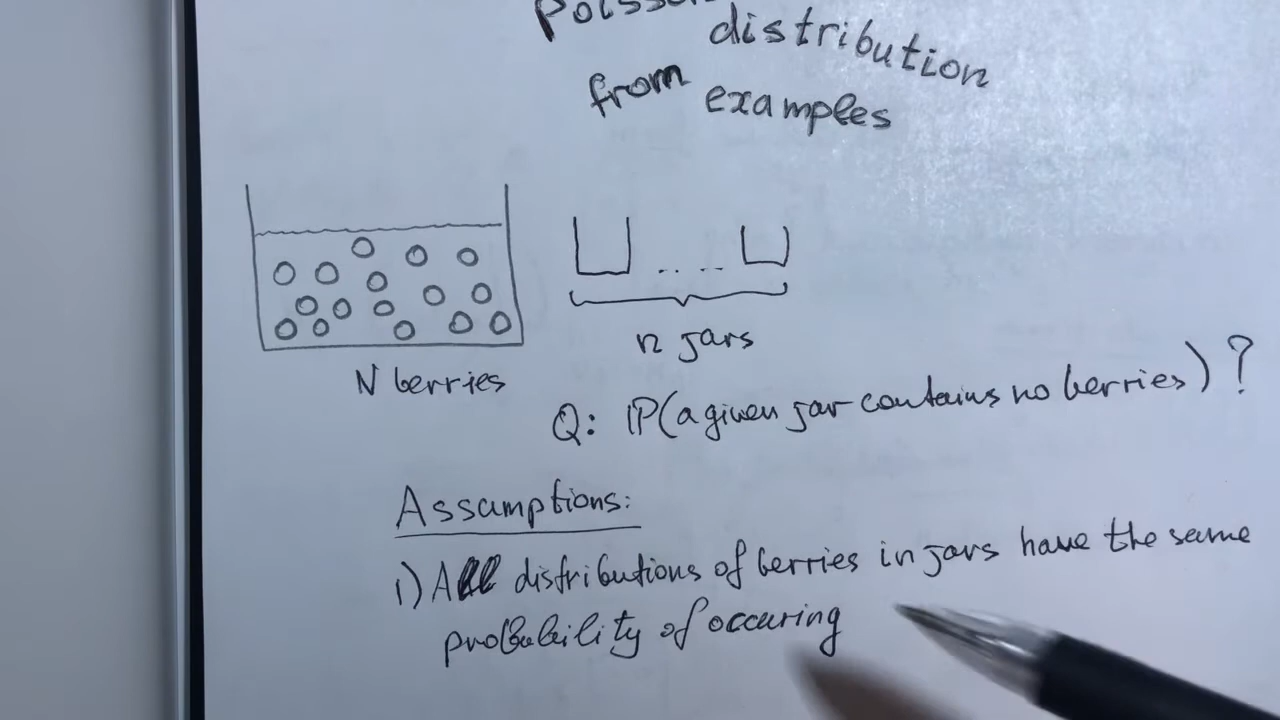 distribution
from examples
n jars
N berries
Q: IP(a given jar contains no berries)?
Assumptions:
1) All distributions of berries in jars have the same
probability of occuring